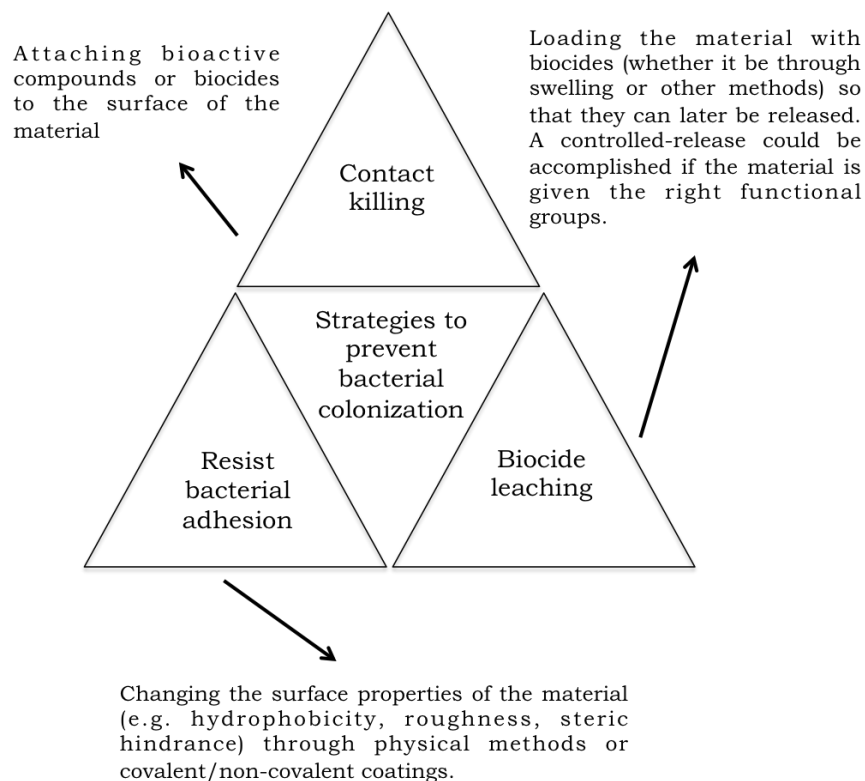 Attaching bioactive
compounds or biocides
to the surface of the
material
Loading the material with
biocides (whether it be through
swelling or other methods) so
that they can later be released.
A controlled-release could be
accomplished if the material is
given the right functional
groups.
Contact
killing
Strategies to
prevent
bacterial
colonization
Resist
bacterial
adhesion
Biocide
leaching
Changing the surface properties of the material
(e.g. hydrophobicity, roughness, steric
hindrance) through physical methods or
covalent/non-covalent coatings.